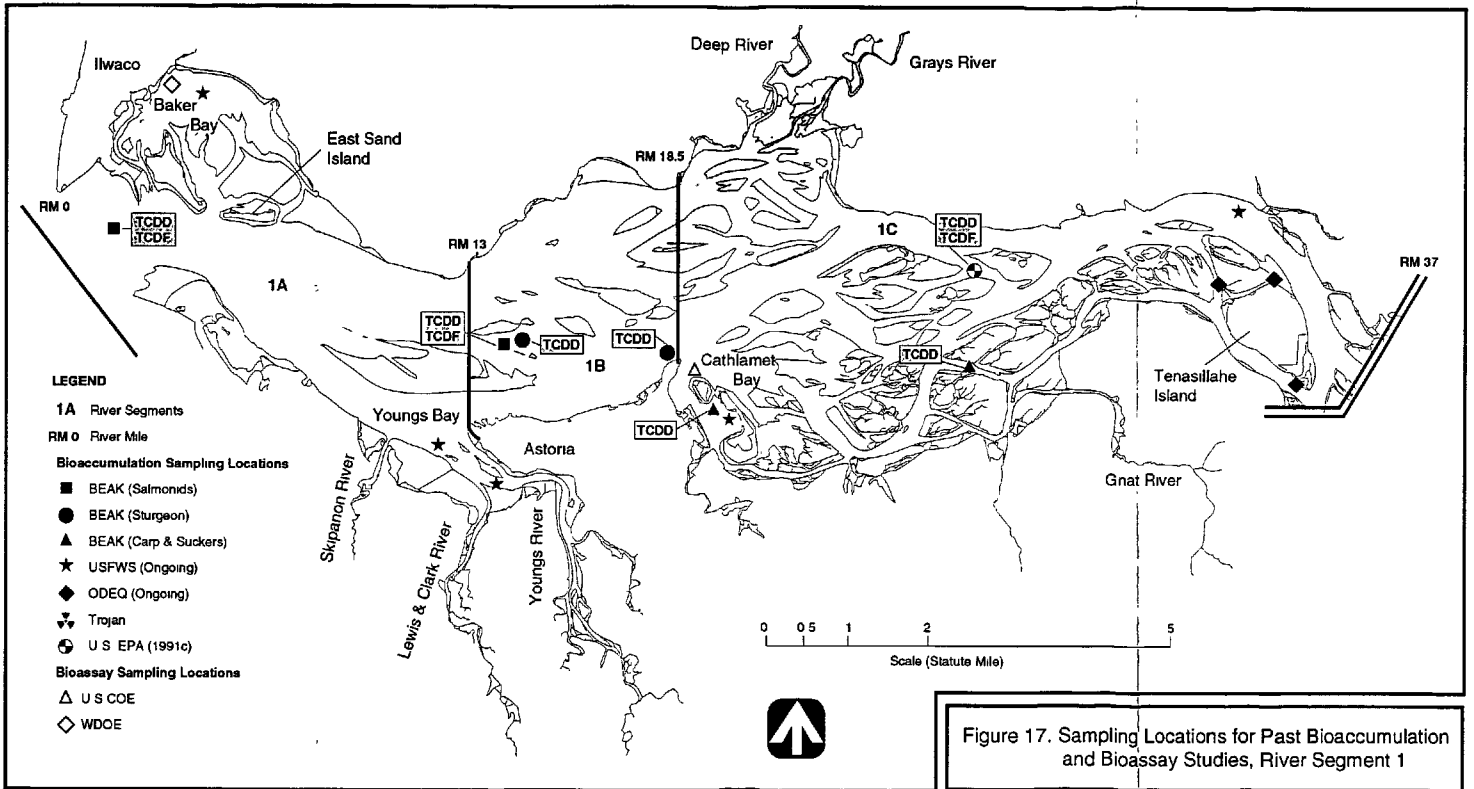 Ilwaco
Baker
Bay
East Sand
Island
RM 0
TCDD
TCDF
1A
RM 13
Deep River
Grays River
RM 18.5
1C
TCDD
TCDF
RM 37
TCDD
TCDF
TCDD
1B
TCDD
Cathlamet
Bay
TCDD
TCDD
Tenasillahe
Island
Youngs Bay
Astoria
Gnat River
Skipanon River
Lewis & Clark River
Youngs River
LEGEND
1A River Segments
RM 0 River Mile
Bioaccumulation Sampling Locations
BEAK (Salmonids)
BEAK (Sturgeon)
BEAK (Carp & Suckers)
USFWS (Ongoing)
ODEQ (Ongoing)
Trojan
U S EPA (1991c)
Bioassay Sampling Locations
U S COE
WDOE
0 0 5 1 2 5
Scale (Statute Mile)
Figure 17. Sampling Locations for Past Bioaccumulation
and Bioassay Studies, River Segment 1